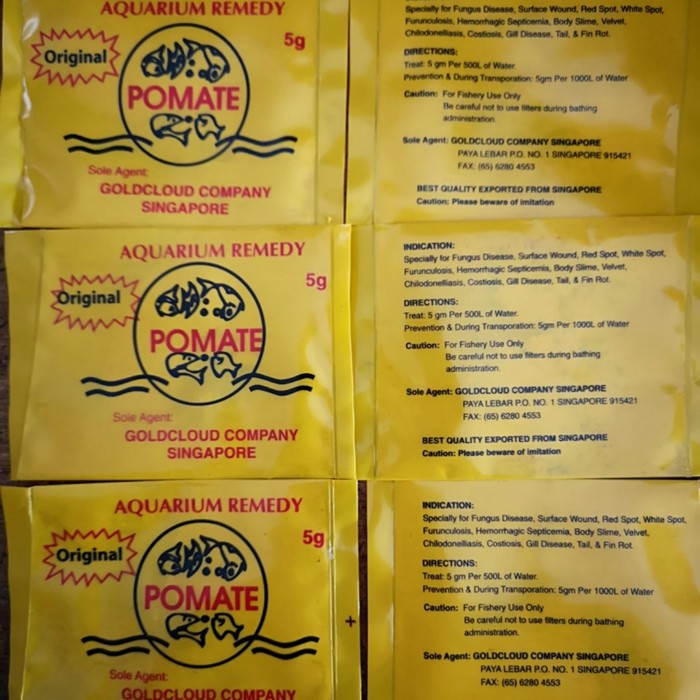 AQUARIUM REMEDY
5g
Original
POMATE
Sole Agent:
GOLDCLOUD COMPANY
SINGAPORE
Specially for Fungus Disease, Surface Wound, Red Spot, White Spot,
Furunculosis, Hemorrhagic Septicemia, Body Slime, Velvet,
Chilodonelliasis, Costiosis, Gill Disease, Tail, & Fin Rot.
DIRECTIONS:
Treat: 5 gm Per 500L of Water.
Prevention & During Transporation: 5gm Per 1000L of Water
Caution: For Fishery Use Only
Be careful not to use filters during bathing
administration.
Sole Agent: GOLDCLOUD COMPANY SINGAPORE
PAYA LEBAR P.O. NO. 1 SINGAPORE 915421
FAX: (65) 6280 4553
BEST QUALITY EXPORTED FROM SINGAPORE
Caution: Please beware of imitation
AQUARIUM REMEDY
5g
Original
POMATE
Sole Agent:
GOLDCLOUD COMPANY
SINGAPORE
INDICATION:
Specially for Fungus Disease, Surface Wound, Red Spot, White Spot,
Furunculosis, Hemorrhagic Septicemia, Body Slime, Velvet,
Chilodonelliasis, Costiosis, Gill Disease, Tail, & Fin Rot.
DIRECTIONS:
Treat: 5 gm Per 500L of Water.
Prevention & During Transporation: 5gm Per 1000L of Water
Caution: For Fishery Use Only
Be careful not to use filters during bathing
administration.
Sole Agent: GOLDCLOUD COMPANY SINGAPORE
PAYA LEBAR P.O. NO. 1 SINGAPORE 915421
FAX: (65) 6280 4553
BEST QUALITY EXPORTED FROM SINGAPORE
Caution: Please beware of imitation
AQUARIUM REMEDY
5g
Original
POMATE
Sole Agent:
GOLDCLOUD COMPANY
INDICATION:
Specially for Fungus Disease, Surface Wound, Red Spot, White Spot,
Furunculosis, Hemorrhagic Septicemia, Body Slime, Velvet,
Chilodonelliasis, Costiosis, Gill Disease, Tail, & Fin Rot.
DIRECTIONS:
Treat: 5 gm Per 500L of Water.
Prevention & During Transporation: 5gm Per 1000L of Water
Caution: For Fishery Use Only
Be careful not to use filters during bathing
administration.
Sole Agent: GOLDCLOUD COMPANY SINGAPORE
PAYA LEBAR P.O. NO. 1 SINGAPORE 915421
FAX: (65) 6280 4553